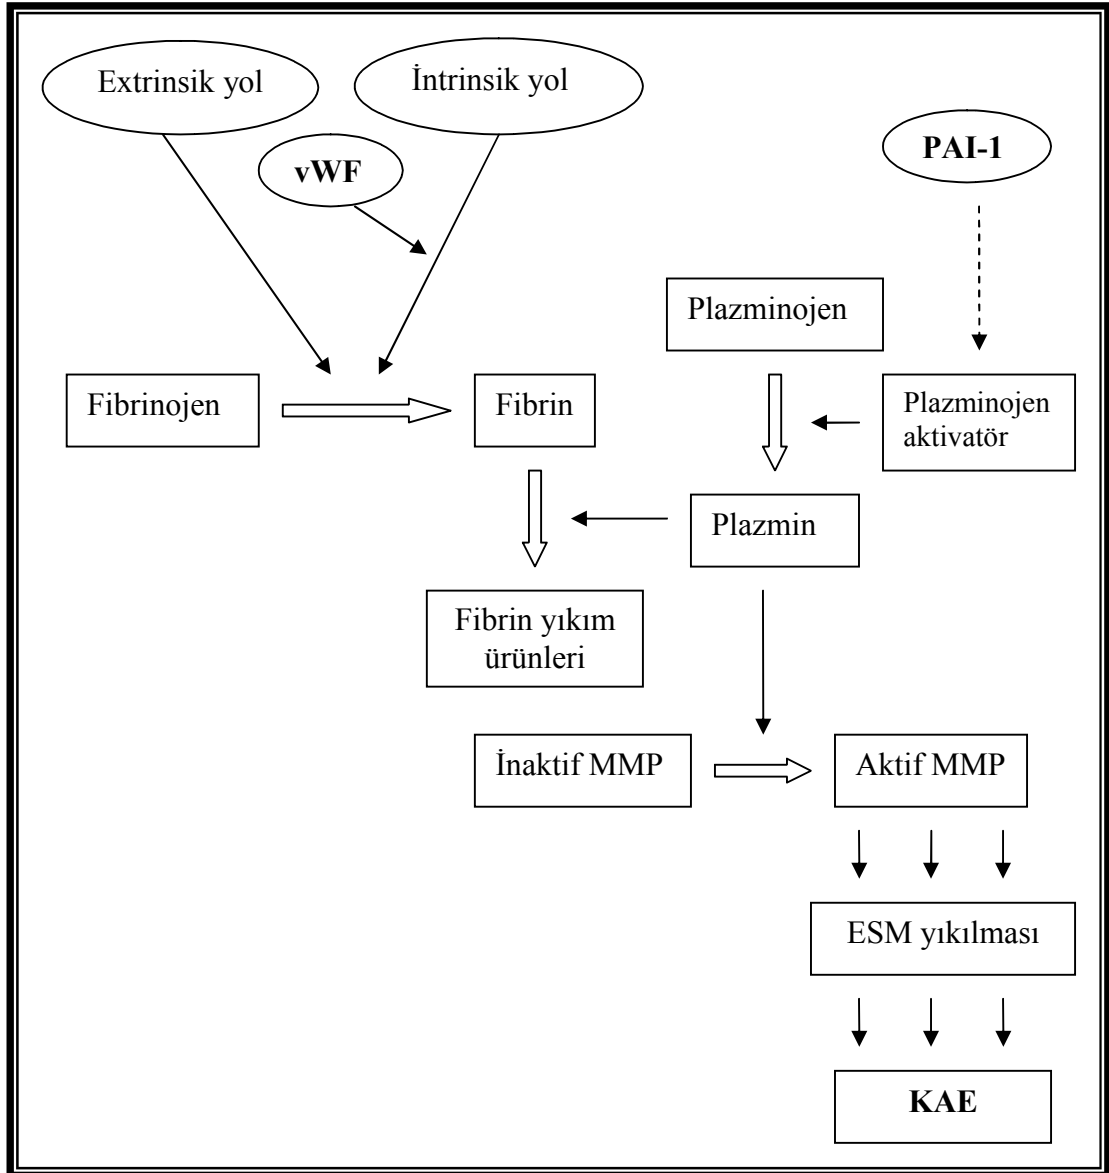 Extrinsik yol
İntrinsik yol
vWF
PAI-1
Plazminojen
Fibrinojen
Fibrin
Plazminojen
aktivatör
Plazmin
Fibrin yıkım
ürünleri
İnaktif MMP
Aktif MMP
ESM yıkılması
KAE